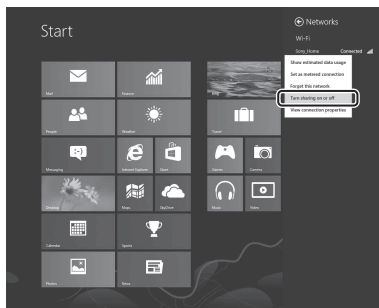 Start
Networks
Wi-Fi
Sony_Home Connected
Show estimated data usage
Set as metered connection
Forget this network
Turn sharing on or off
View connection properties
Mail
Finance
People
Weather
Travel
Messaging
Internet Explorer
Store
Games
Camera
Desktop
Maps
SkyDrive
Music
Video
Calendar
Sports
Photos
News